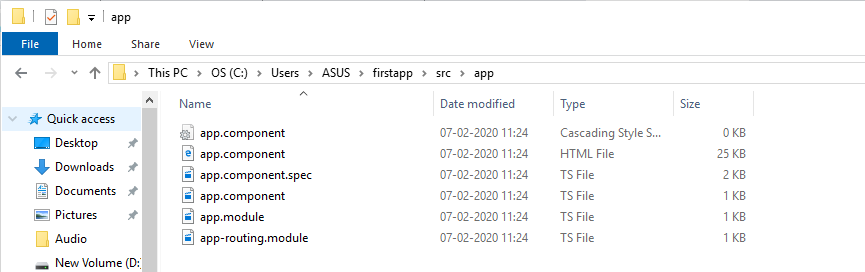 app
File Home Share View
This PC > OS (C:) > Users > ASUS > firstapp > src > app
Name Date modified Type Size
Quick access
Desktop
Downloads
Documents
Pictures
Audio
New Volume (D:)
app.component 07-02-2020 11:24 Cascading Style S... 0 KB
app.component 07-02-2020 11:24 HTML File 25 KB
app.component.spec 07-02-2020 11:24 TS File 2 KB
app.component 07-02-2020 11:24 TS File 1 KB
app.module 07-02-2020 11:24 TS File 1 KB
app-routing.module 07-02-2020 11:24 TS File 1 KB